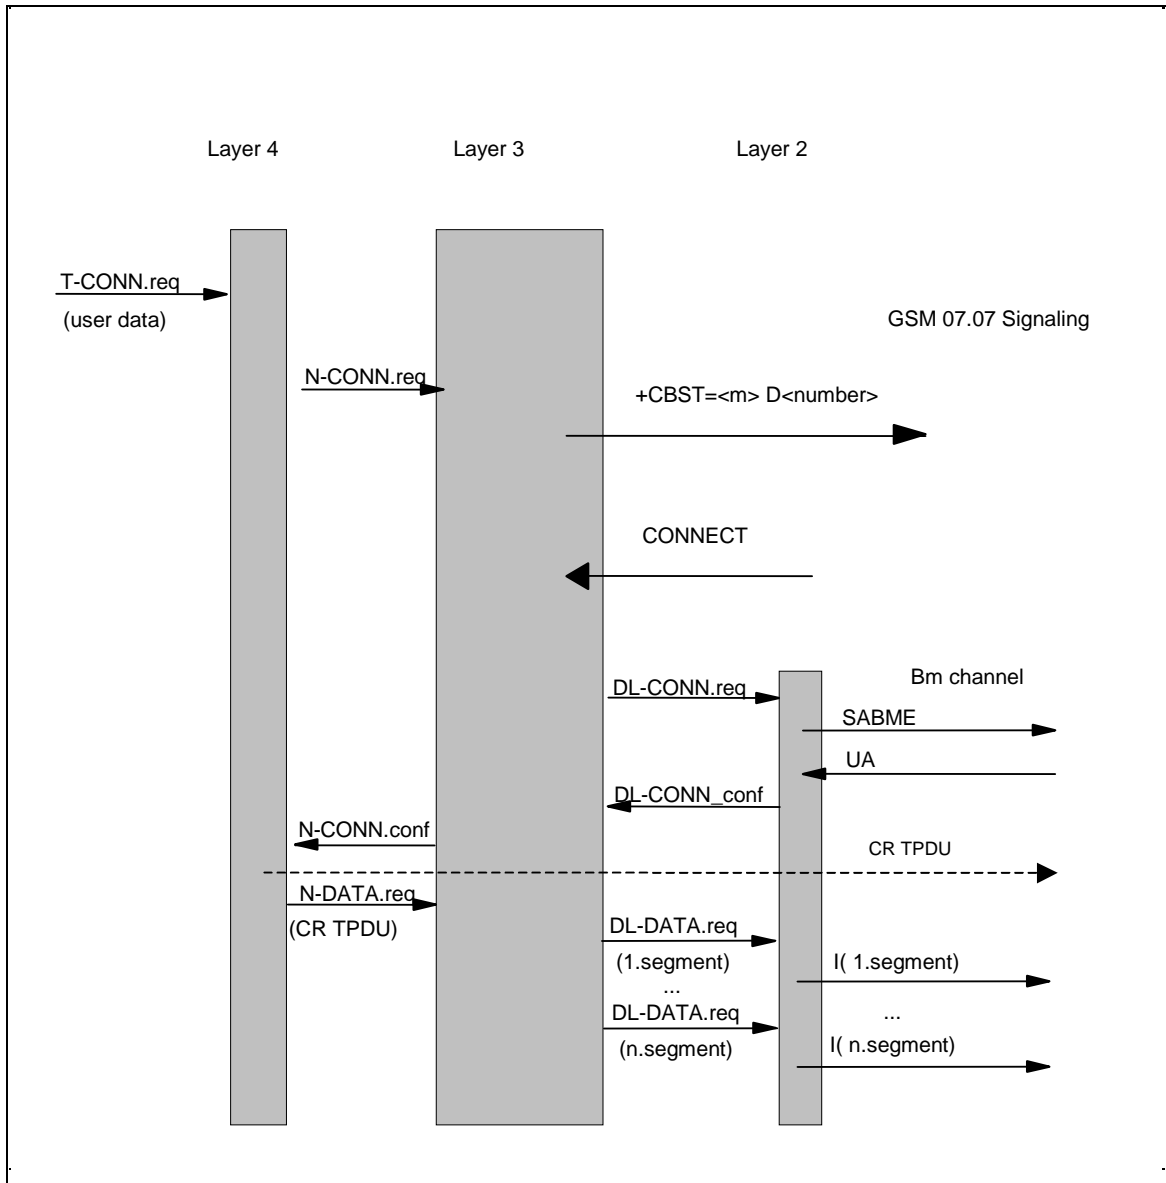 Layer 4 Layer 3 Layer 2
T-CONN.req
(user data)
GSM 07.07 Signaling
N-CONN.req
+CBST=<m> D<number>
CONNECT
Bm channel
DL-CONN.req
SABME
UA
DL-CONN_conf
N-CONN.conf
CR TPDU
N-DATA.req
(CR TPDU)
DL-DATA.req
(1.segment)
I( 1.segment)
...
DL-DATA.req
...
(n.segment)
I( n.segment)